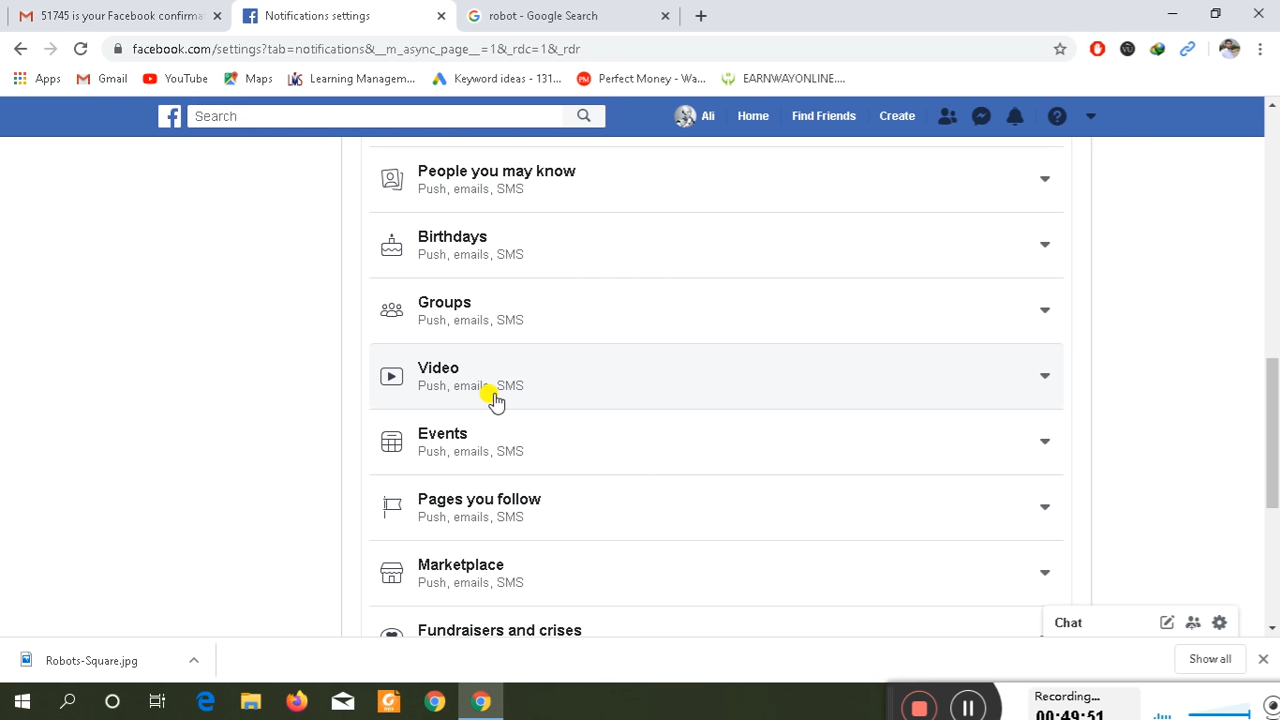 51745 is your Facebook confirma
Notifications settings
robot - Google Search
facebook.com/settings?tab=notifications&__m_async_page__=1&_rdc=1&_rdr
Apps
Gmail
YouTube
Maps
Learning Managem...
Keyword ideas - 131...
Perfect Money - Wa...
EARNWAYONLINE....
Search
Ali
Home
Find Friends
Create
People you may know
Push, emails, SMS
Birthdays
Push, emails, SMS
Groups
Push, emails, SMS
Video
Push, emails, SMS
Events
Push, emails, SMS
Pages you follow
Push, emails, SMS
Marketplace
Push, emails, SMS
Fundraisers and crises
Chat
Robots-Square.jpg
Show all
Recording...
00:49:51